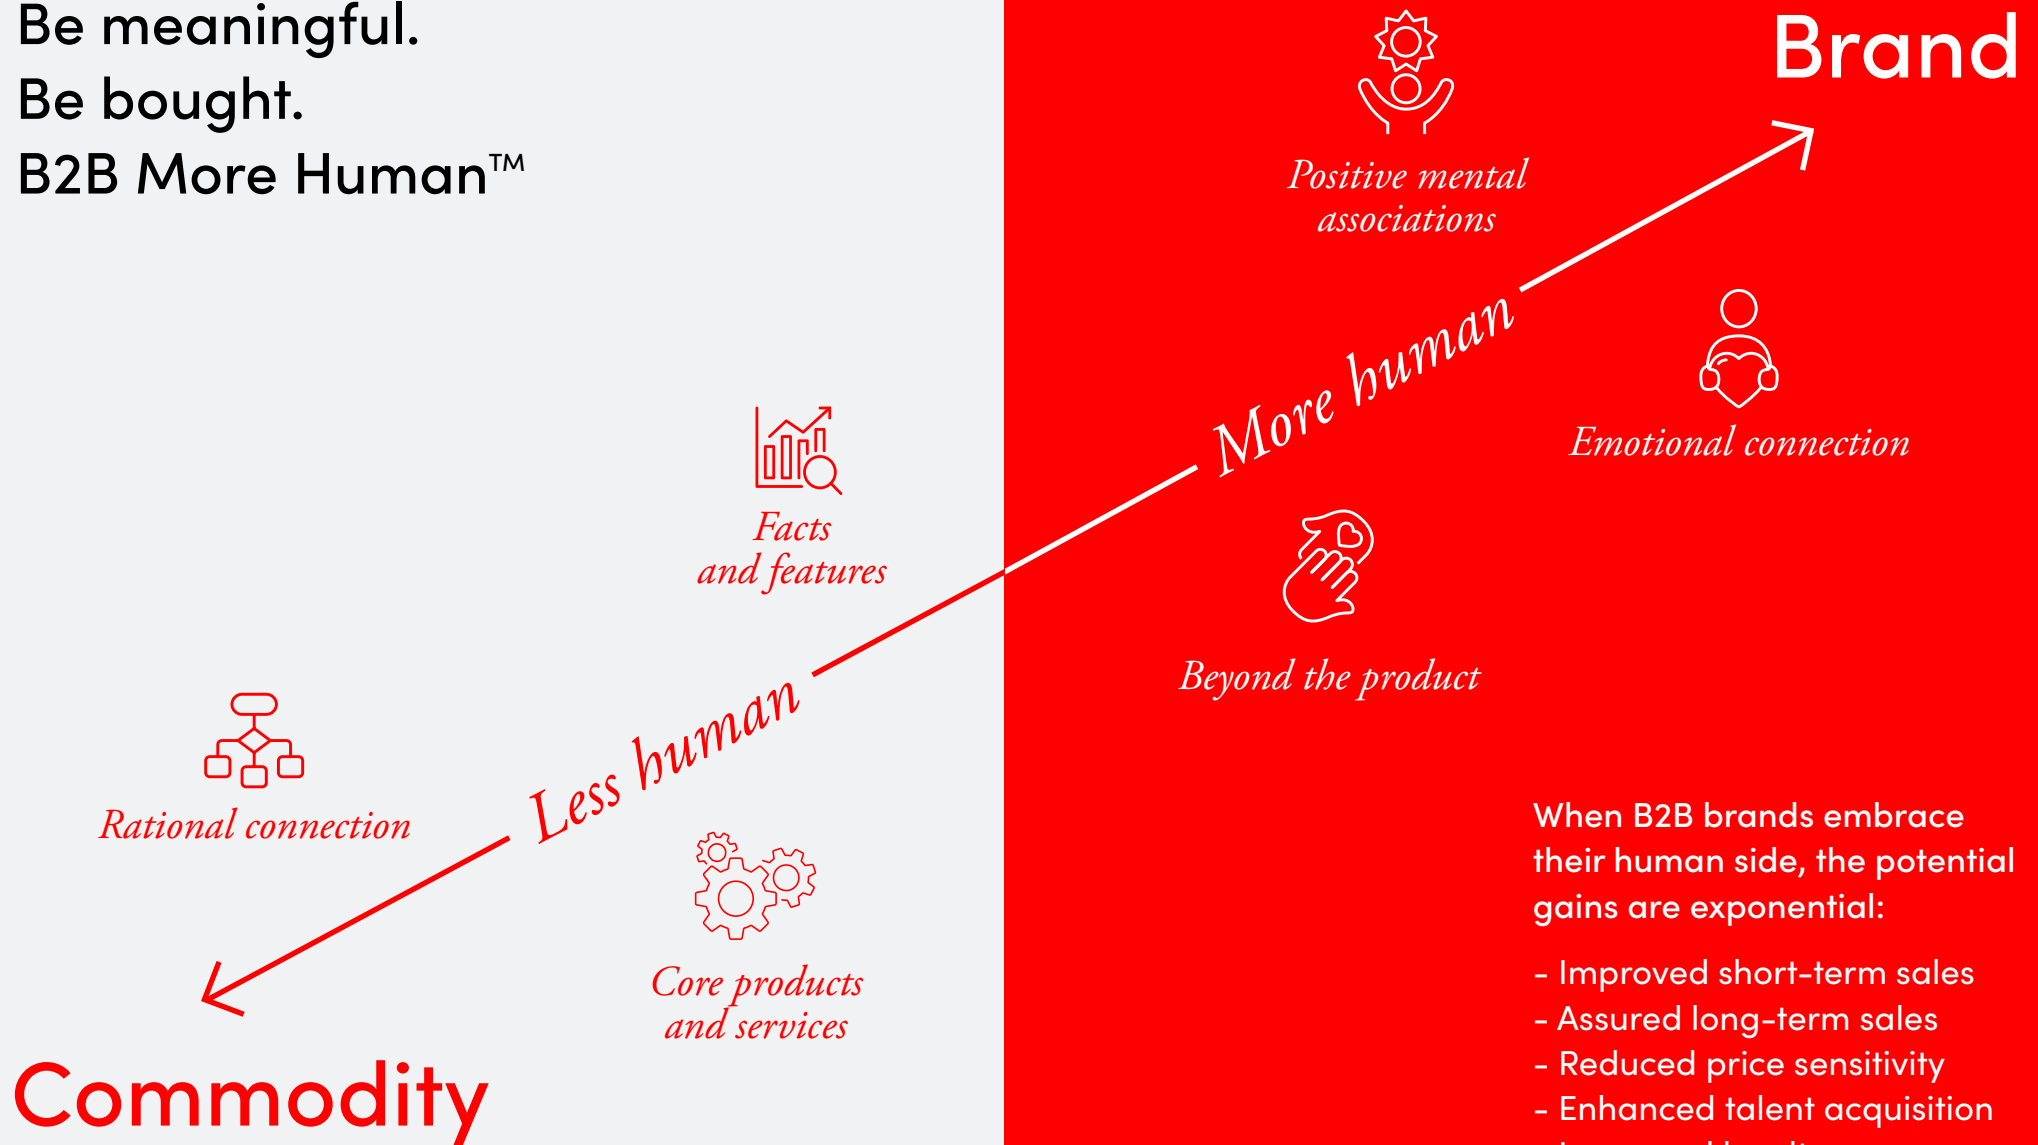 Be meaningful.
Be bought.
B2B More Human™
Brand
Positive mental
associations
More human
Emotional connection
Facts
and features
Beyond the product
Less human
Rational connection
Core products
and services
Commodity
When B2B brands embrace
their human side, the potential
gains are exponential:
- Improved short-term sales
- Assured long-term sales
- Reduced price sensitivity
- Enhanced talent acquisition